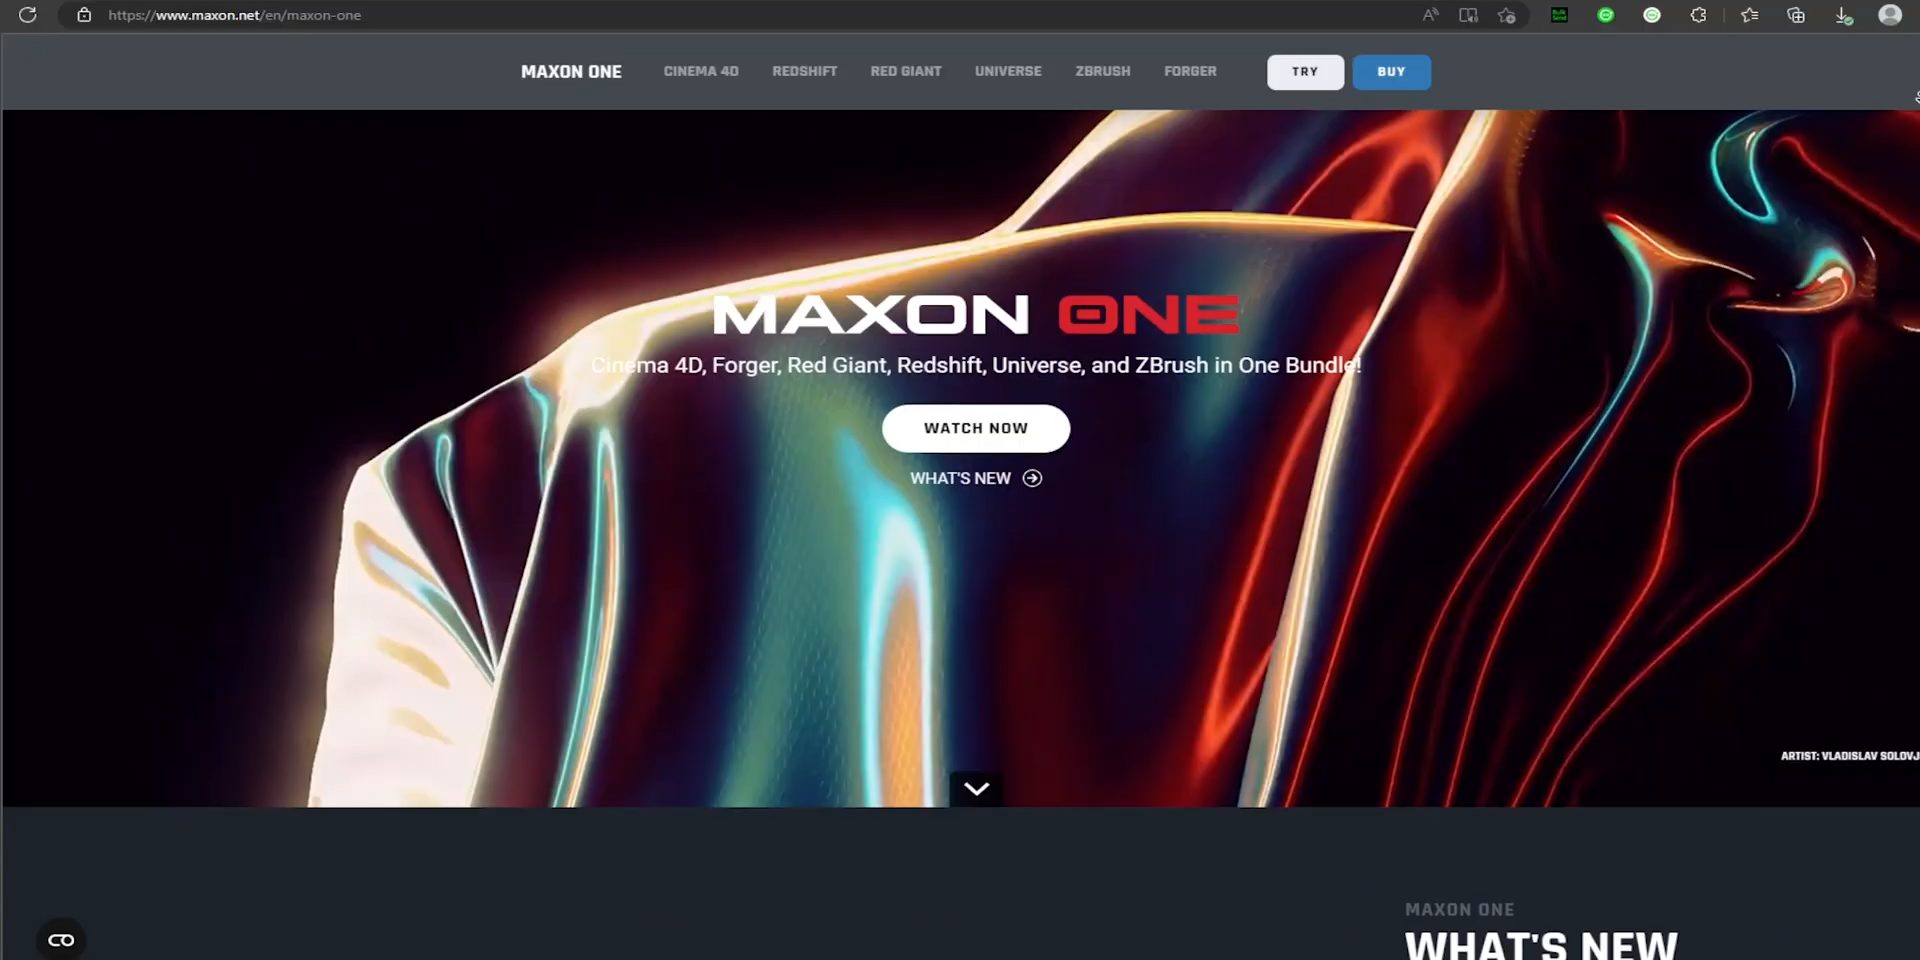 https://www.maxon.net/en/maxon-one
MAXON ONE CINEMA 4D REDSHIFT RED GIANT UNIVERSE ZBRUSH FORGER TRY BUY
MAXON ONE
Cinema 4D, Forger, Red Giant, Redshift, Universe, and ZBrush in One Bundle!
WATCH NOW
WHAT'S NEW
ARTIST: VLADISLAV SOLOVJ
MAXON ONE
WHAT'S NEW